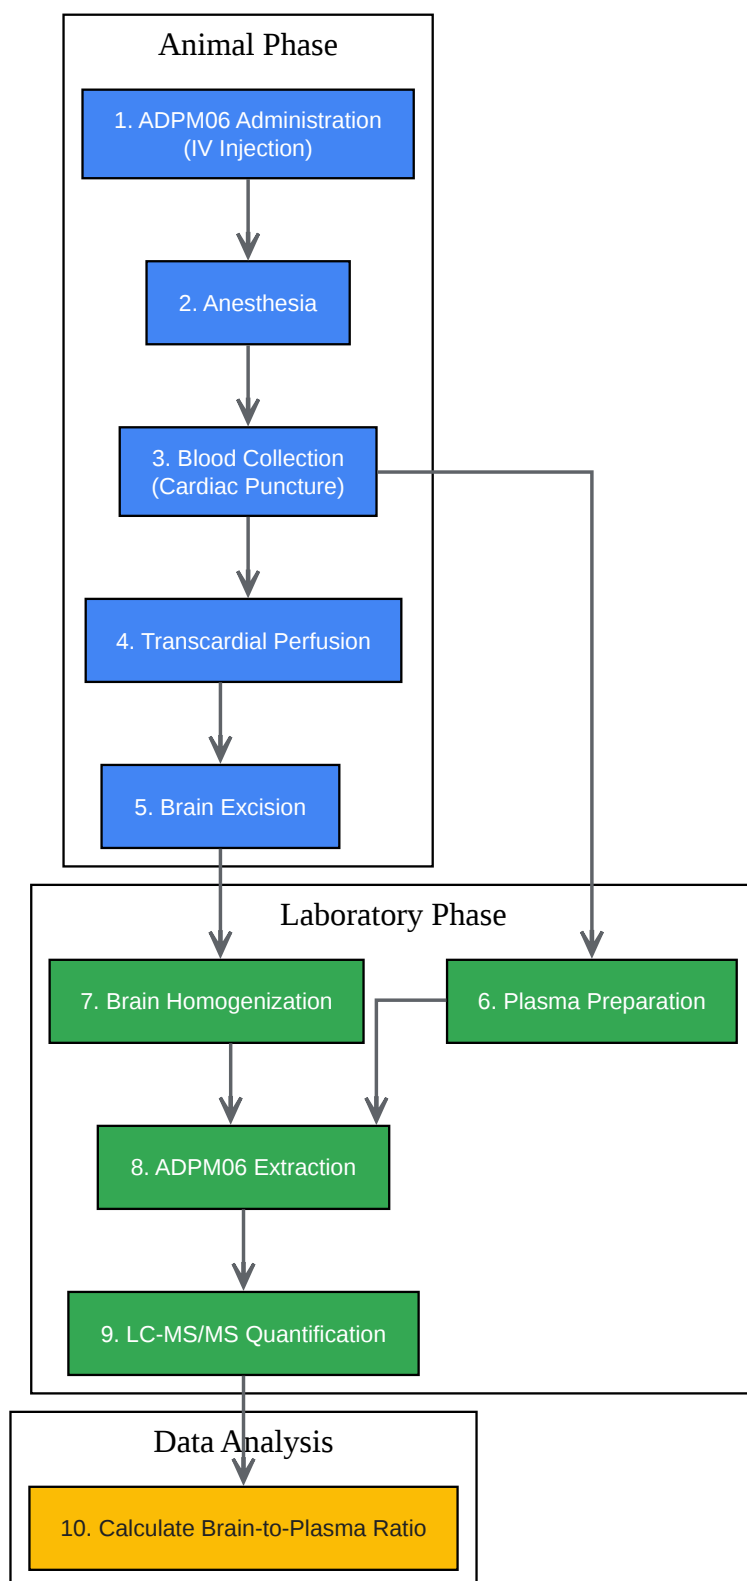 Animal Phase
1. ADPM06 Administration
(IV Injection)
2. Anesthesia
3. Blood Collection
(Cardiac Puncture)
4. Transcardial Perfusion
5. Brain Excision
Laboratory Phase
7. Brain Homogenization
6. Plasma Preparation
8. ADPM06 Extraction
9. LC-MS/MS Quantification
Data Analysis
10. Calculate Brain-to-Plasma Ratio